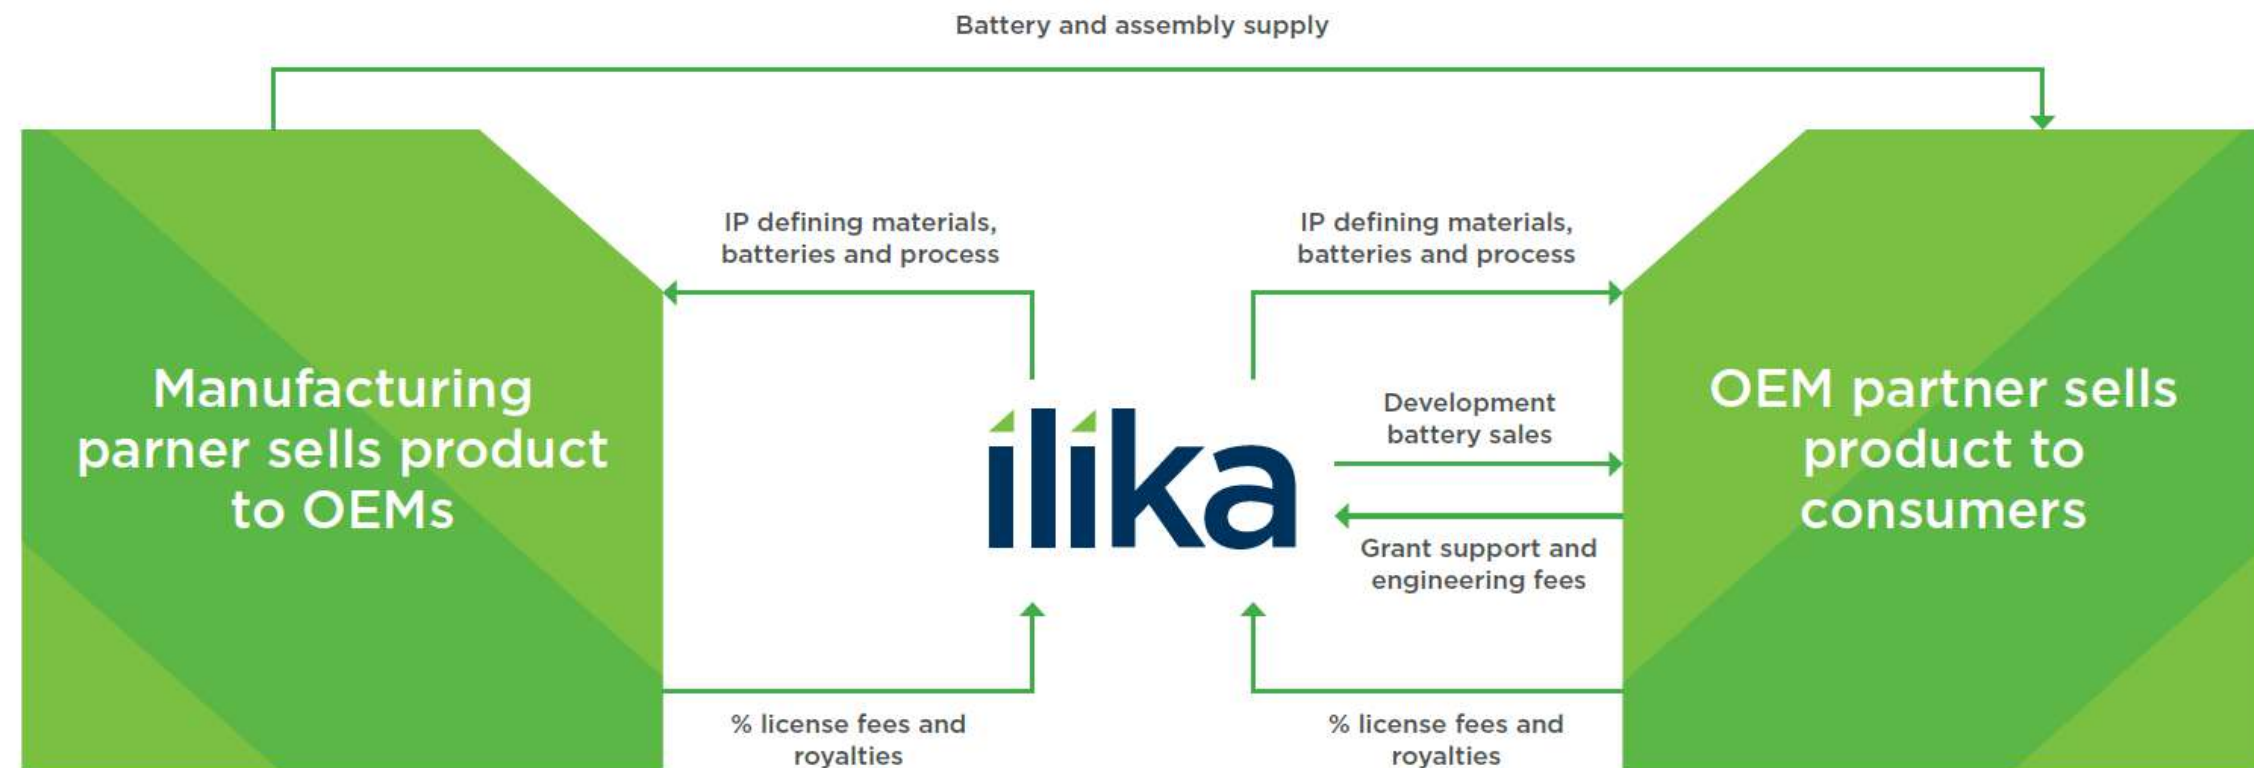 Battery and assembly supply
IP defining materials,
batteries and process
IP defining materials,
batteries and process
Manufacturing
parner sells product
to OEMs
ilika
Development
battery sales
Grant support and
engineering fees
OEM partner sells
product to
consumers
% license fees and
royalties
% license fees and
royalties